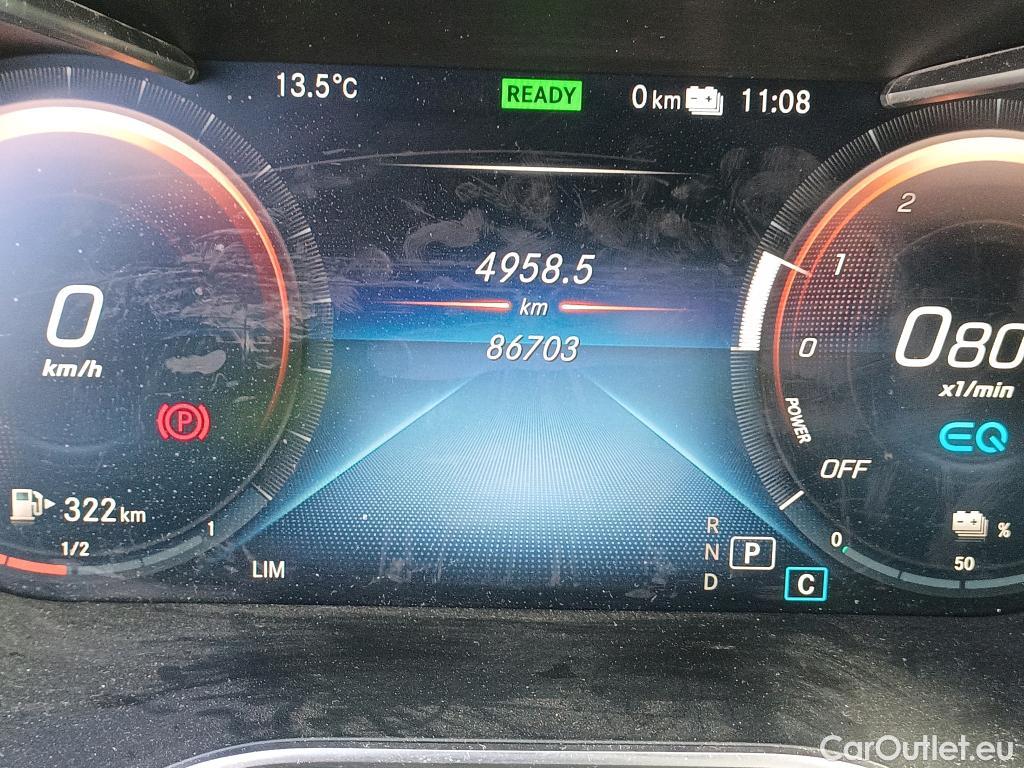 13.5°C
READY
0 km 11:08
4958.5
km
86703
0
km/h
P
322 km
1/2
1
LIM
R
N
D
P
C
2
1
0
080
x1/min
POWER
EQ
OFF
%
0
50
CarOutlet.eu